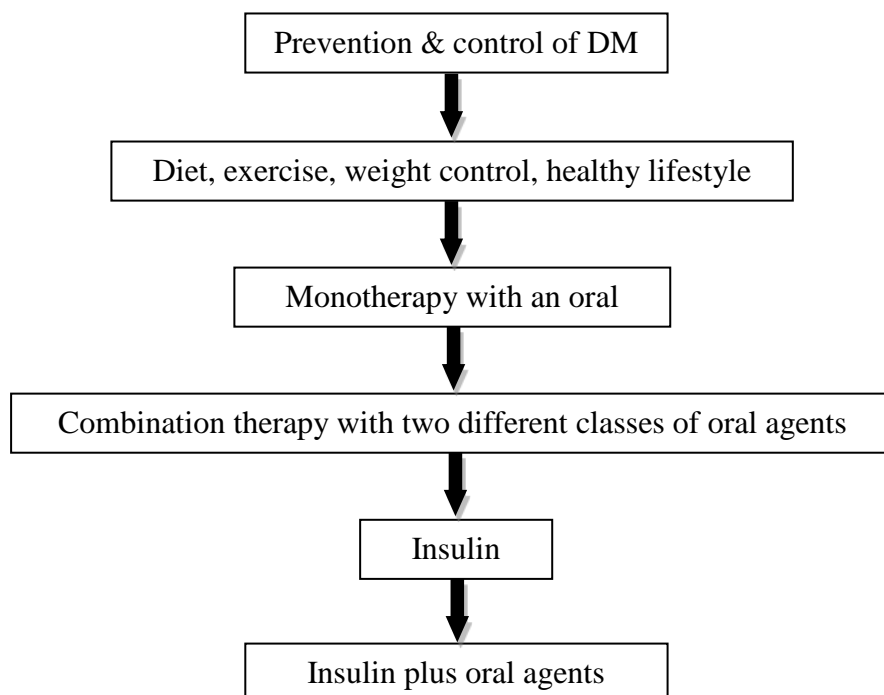 Prevention & control of DM
Diet, exercise, weight control, healthy lifestyle
Monotherapy with an oral
Combination therapy with two different classes of oral agents
Insulin
Insulin plus oral agents